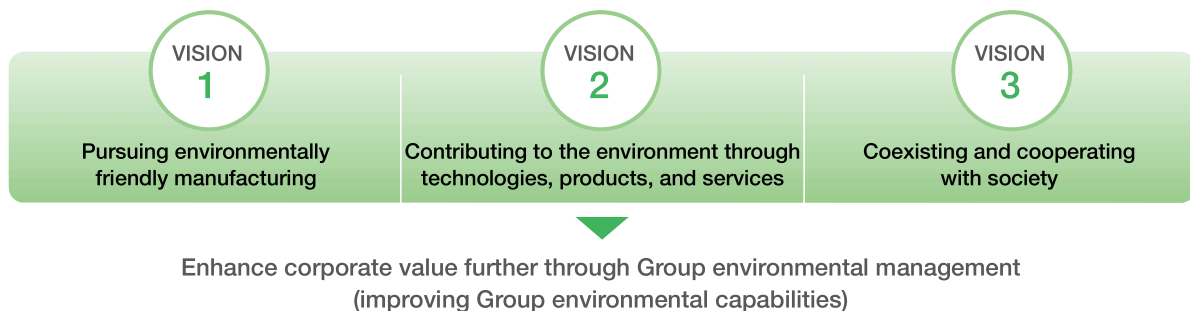 VISION
1
Pursuing environmentally
friendly manufacturing
VISION
2
Contributing to the environment through
technologies, products, and services
VISION
3
Coexisting and cooperating
with society
Enhance corporate value further through Group environmental management
(improving Group environmental capabilities)